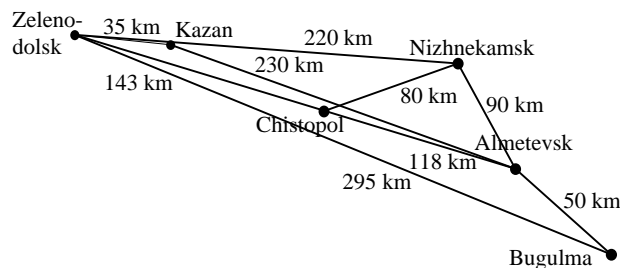 Zeleno-
dolsk
35 km
Kazan
220 km
Nizhnekamsk
230 km
143 km
80 km
90 km
Chistopol
Almetevsk
118 km
295 km
50 km
Bugulma